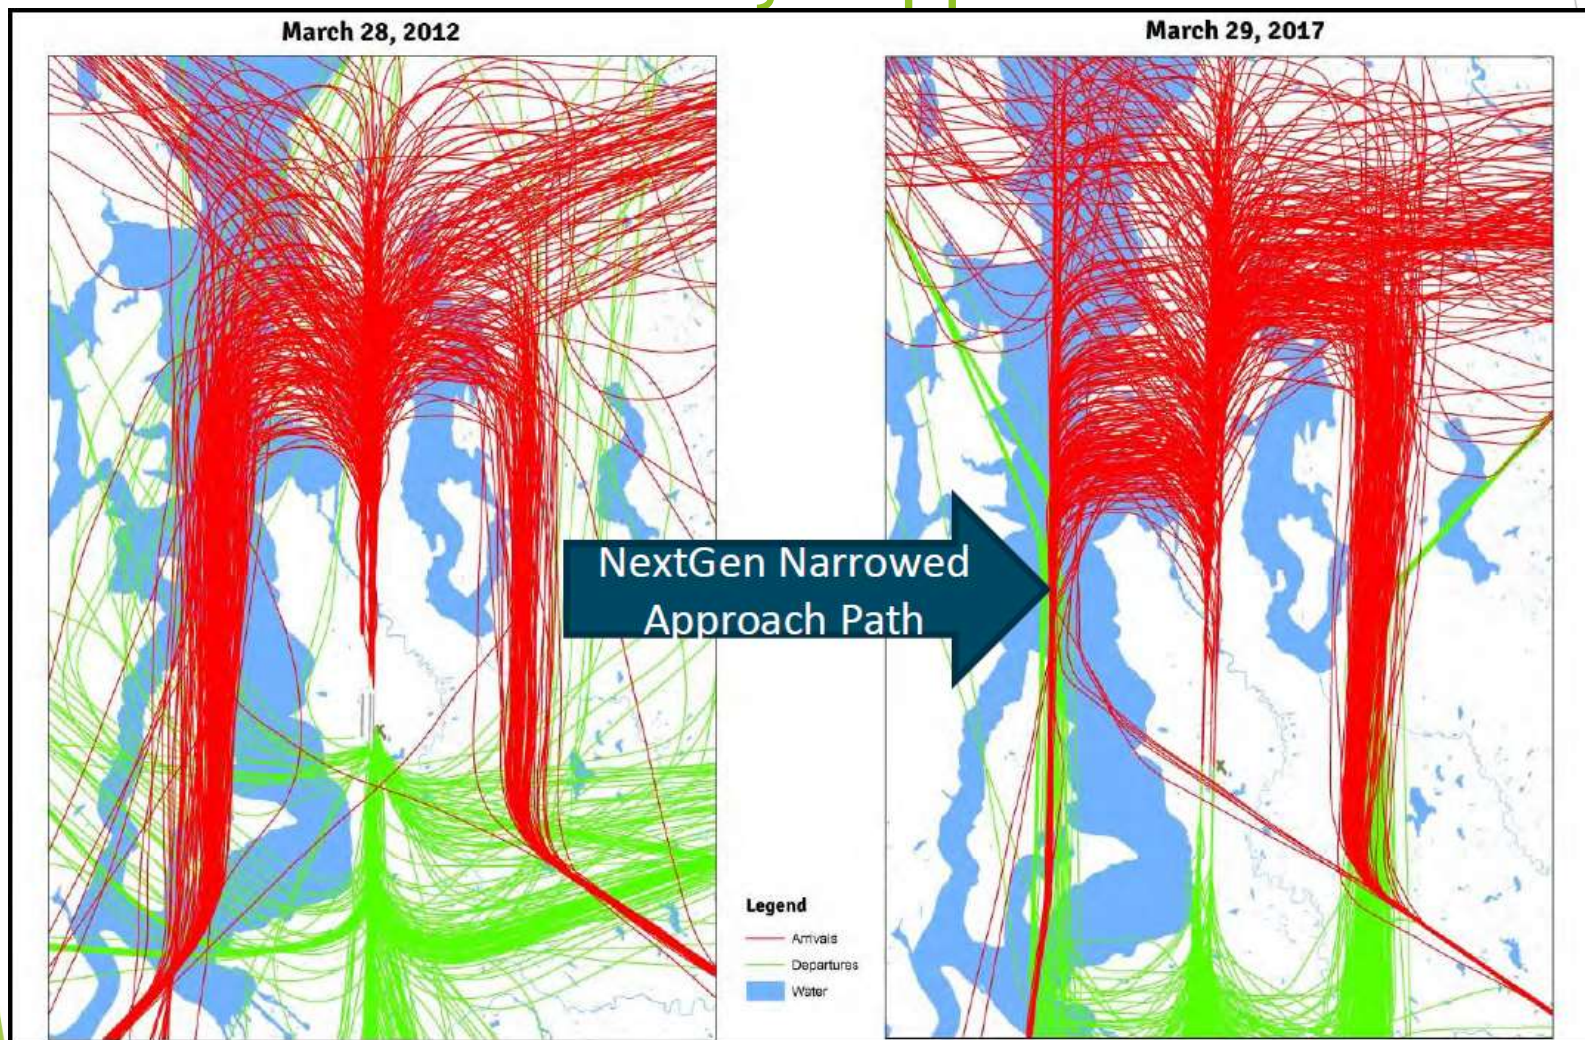 March 28, 2012
March 29, 2017
NextGen Narrowed
Approach Path
Legend
Arrivals
Departures
Water